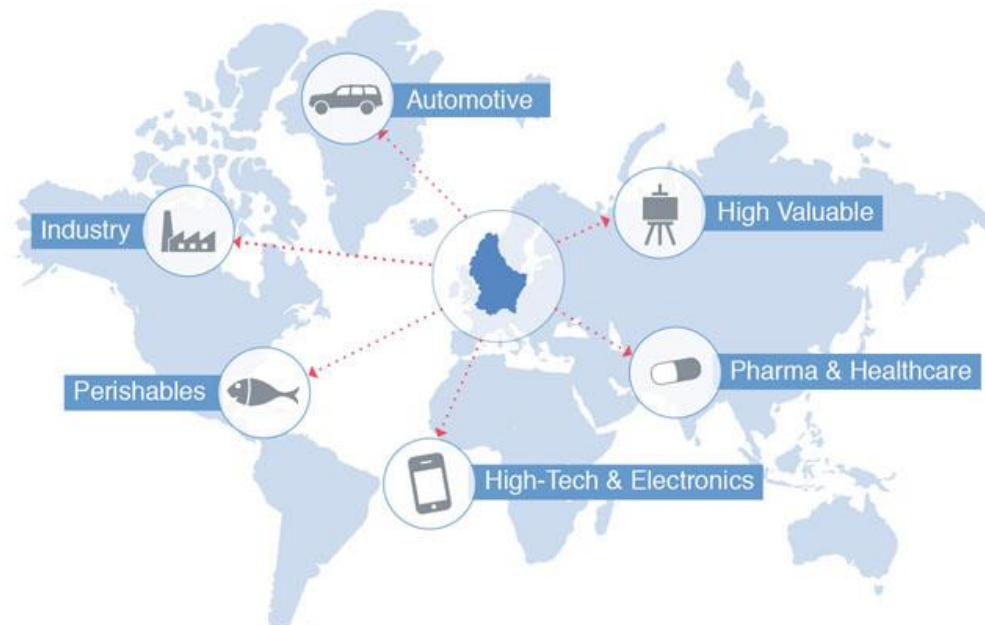 Automotive
High Valuable
Industry
Pharma & Healthcare
Perishables
High-Tech & Electronics